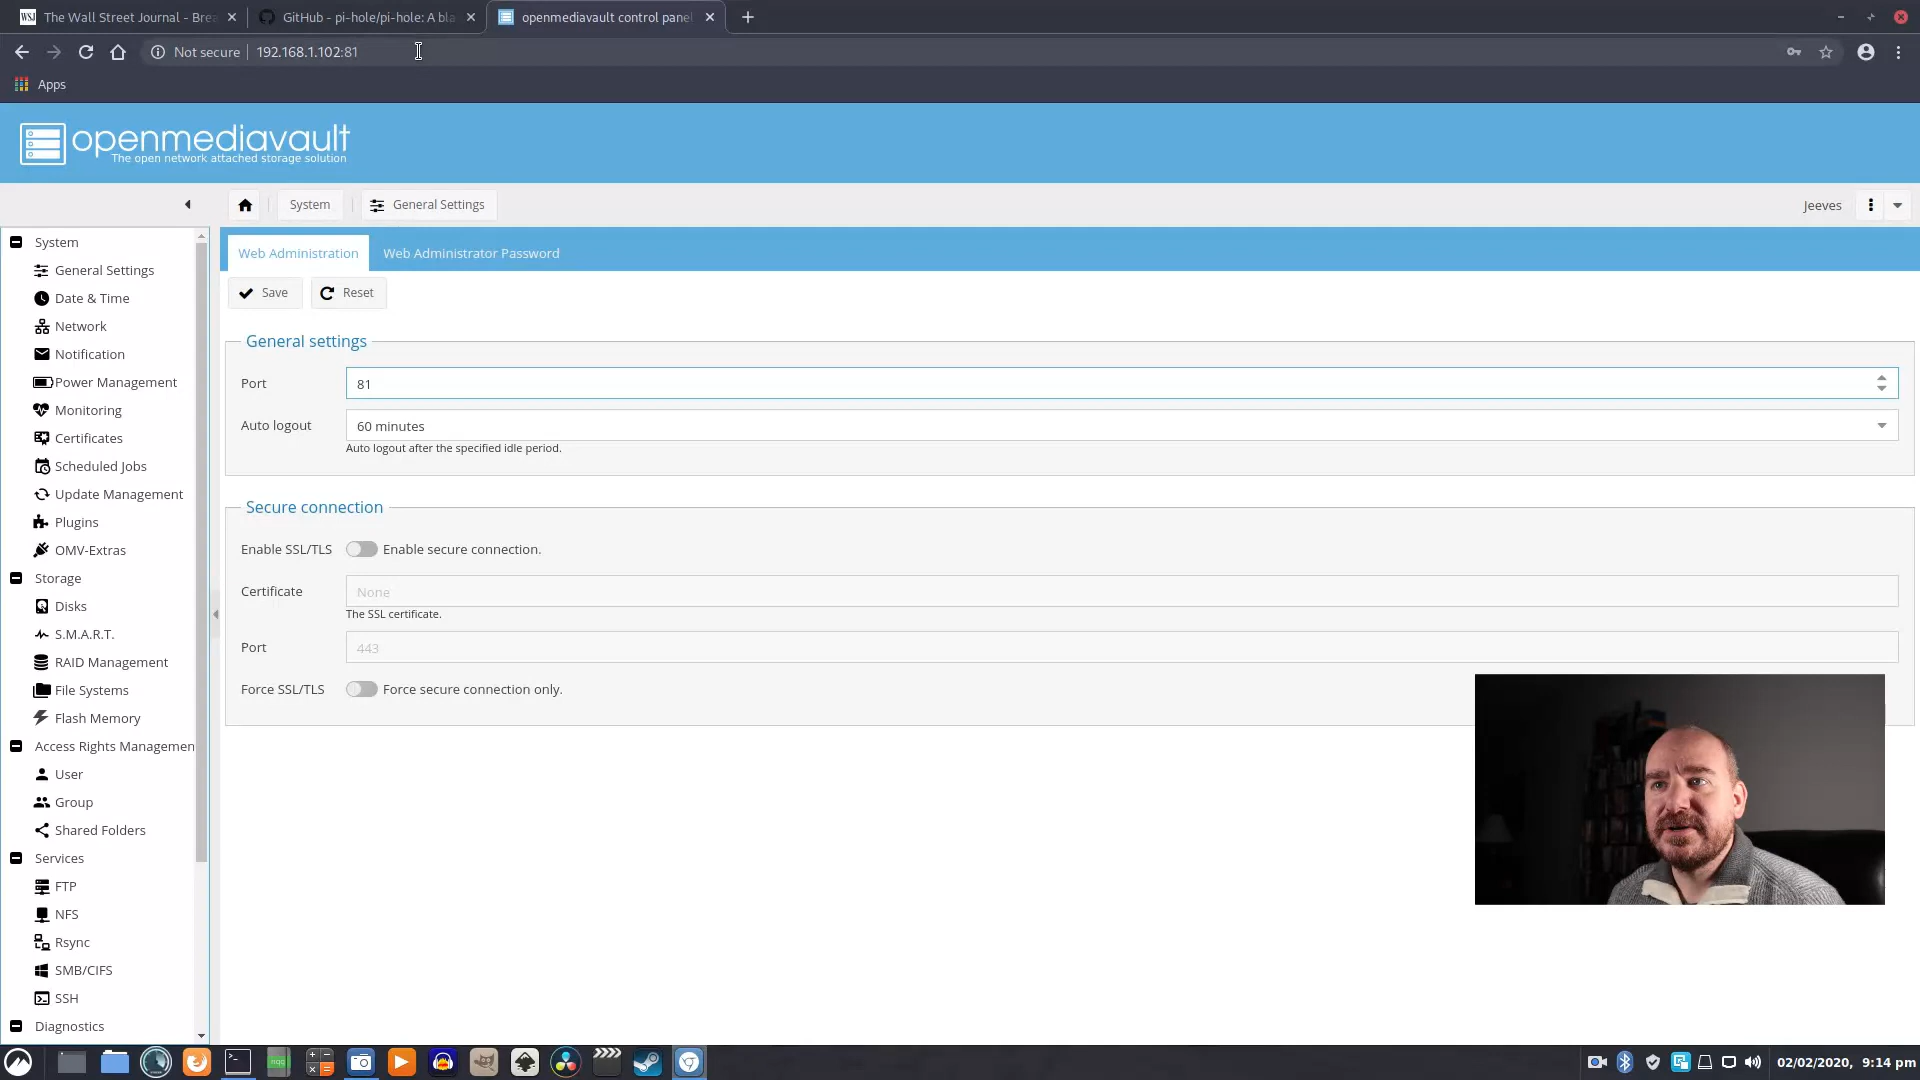 WSJ The Wall Street Journal - Brea
GitHub - pi-hole/pi-hole: A bla
openmediavault control panel
Not secure 192.168.1.102:81
Apps
openmediavault
The open network attached storage solution
System
General Settings
Jeeves
System
General Settings
Date & Time
Network
Notification
Power Management
Monitoring
Certificates
Scheduled Jobs
Update Management
Plugins
OMV-Extras
Storage
Disks
S.M.A.R.T.
RAID Management
File Systems
Flash Memory
Access Rights Managemen
User
Group
Shared Folders
Services
FTP
NFS
Rsync
SMB/CIFS
SSH
Diagnostics
Web Administration
Web Administrator Password
Save
Reset
General settings
Port 81
Auto logout 60 minutes
Auto logout after the specified idle period.
Secure connection
Enable SSL/TLS Enable secure connection.
Certificate None
The SSL certificate.
Port 443
Force SSL/TLS Force secure connection only.
02/02/2020, 9:14 pm